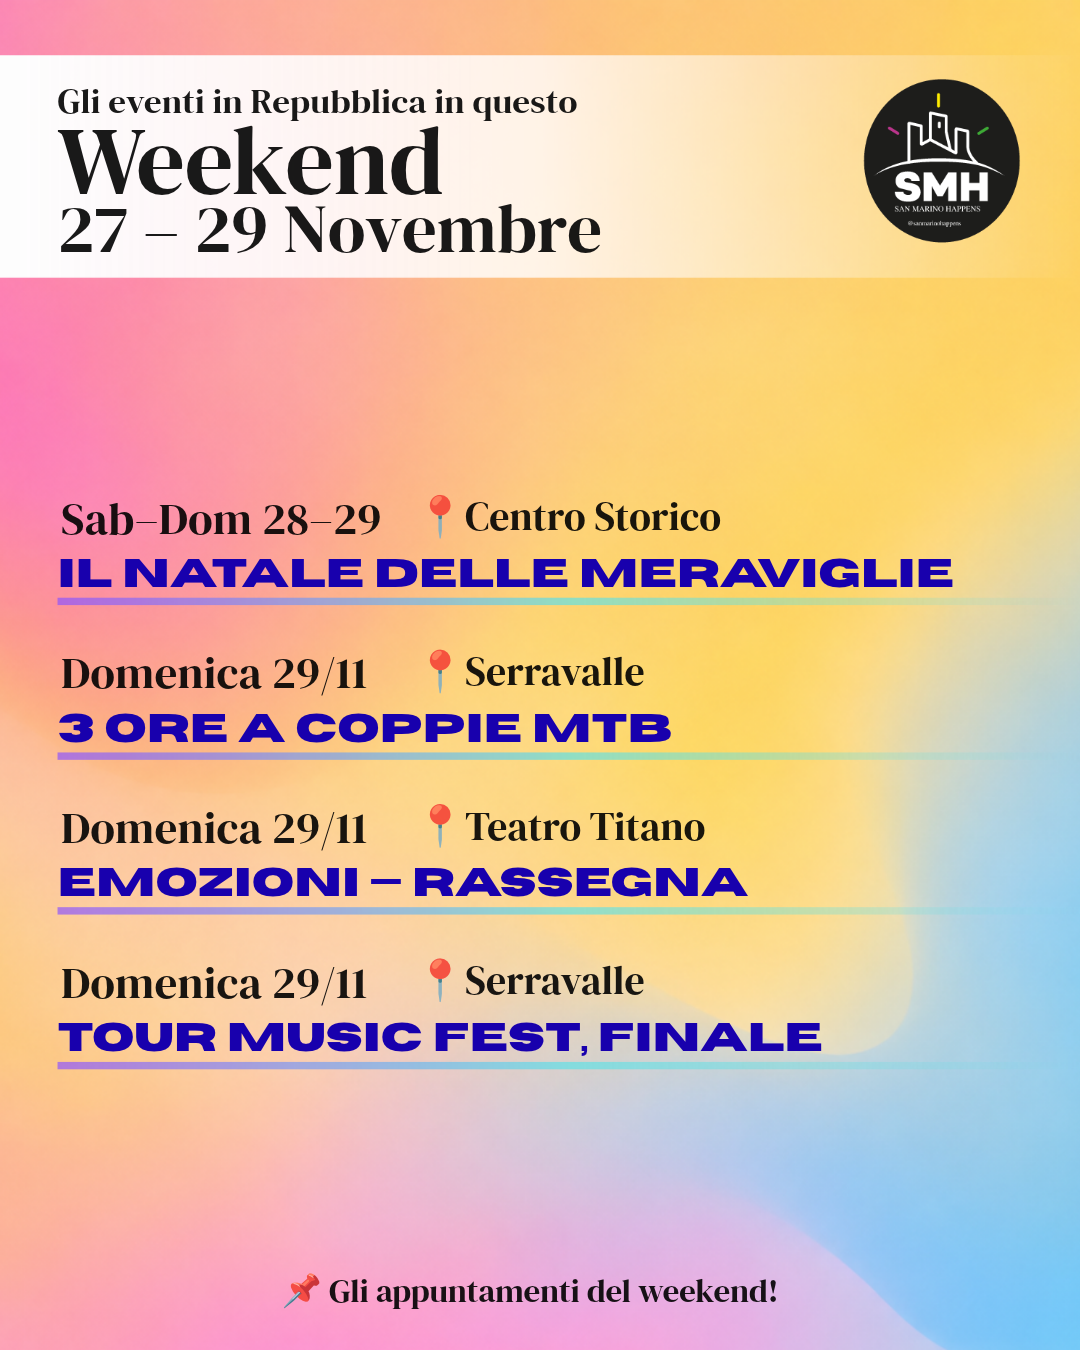 Gli eventi in Repubblica in questo
Weekend
27 – 29 Novembre
SMH
SAN MARINO HAPPENS
@sanmarinohappens
Sab–Dom 28–29 📍 Centro Storico
IL NATALE DELLE MERAVIGLIE
Domenica 29/11 📍 Serravalle
3 ORE A COPPIE MTB
Domenica 29/11 📍 Teatro Titano
EMOZIONI – RASSEGNA
Domenica 29/11 📍 Serravalle
TOUR MUSIC FEST, FINALE
📌 Gli appuntamenti del weekend!